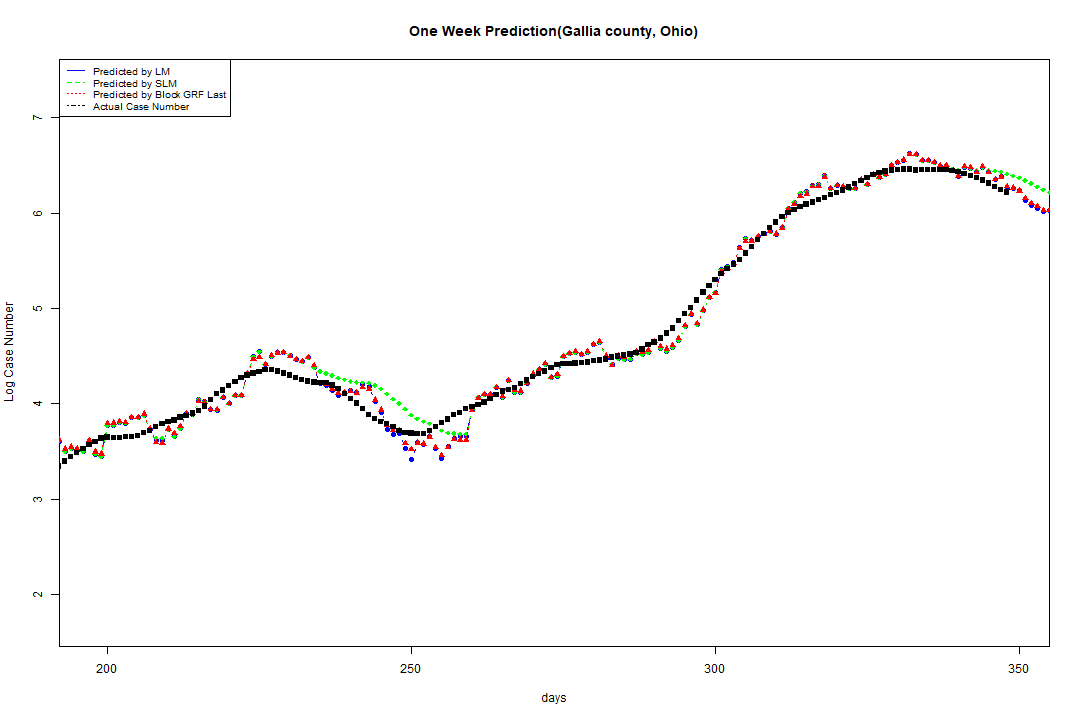 One Week Prediction(Gallia county, Ohio)
Predicted by LM
Predicted by SLM
Predicted by Block GRF Last
Actual Case Number
7
6
5
4
3
2
Log Case Number
200
250
300
350
days